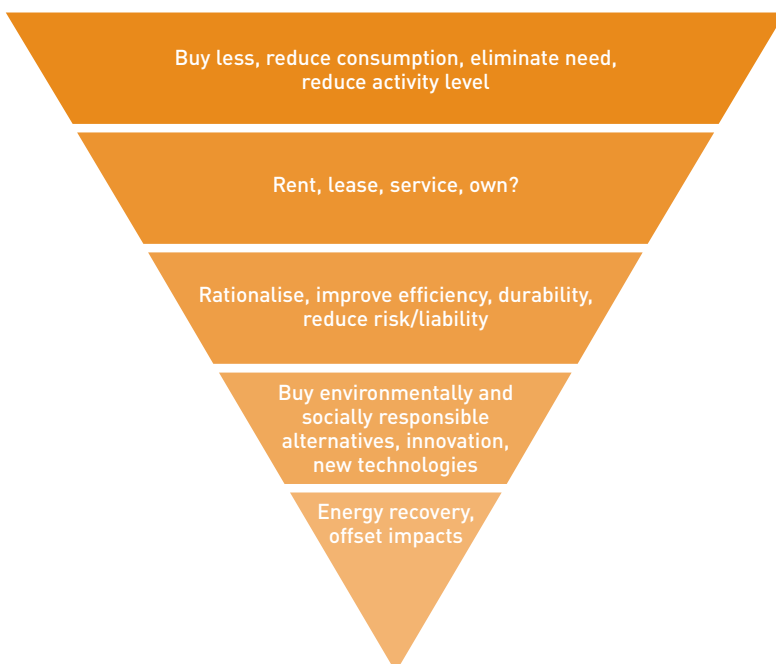 Buy less, reduce consumption, eliminate need,
reduce activity level
Rent, lease, service, own?
Rationalise, improve efficiency, durability,
reduce risk/liability
Buy environmentally and
socially responsible
alternatives, innovation,
new technologies
Energy recovery,
offset impacts